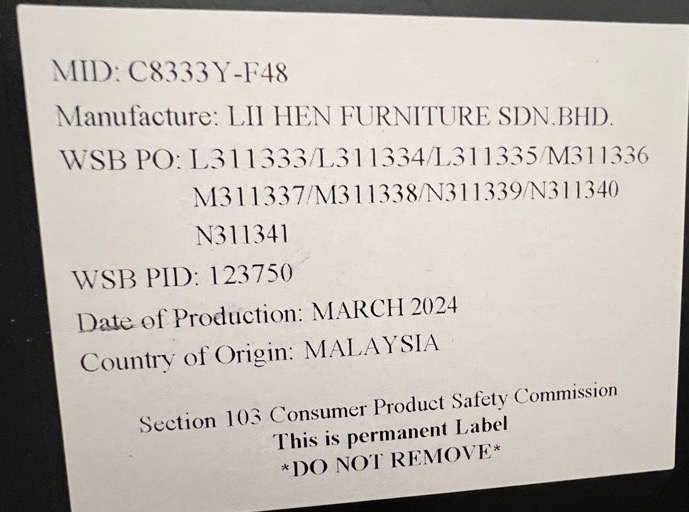 MID: C8333Y-F48
Manufacture: LII HEN FURNITURE SDN.BHD.
WSB PO: L311333/L311334/L311335/M311336
M311337/M311338/N311339/N311340
N311341
WSB PID: 123750
Date of Production: MARCH 2024
Country of Origin: MALAYSIA
Section 103 Consumer Product Safety Commission
This is permanent Label
*DO NOT REMOVE*